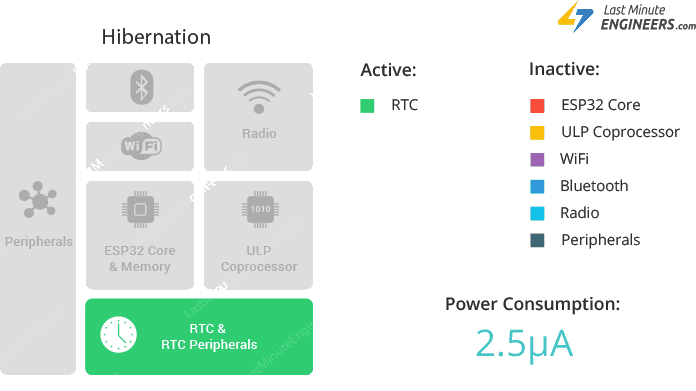 Last Minute
ENGINEERS.com
Hibernation
Peripherals
WiFi
Radio
ESP32 Core
& Memory
1010
ULP
Coprocessor
RTC &
RTC Peripherals
Active:
RTC
Inactive:
ESP32 Core
ULP Coprocessor
WiFi
Bluetooth
Radio
Peripherals
Power Consumption:
2.5μA